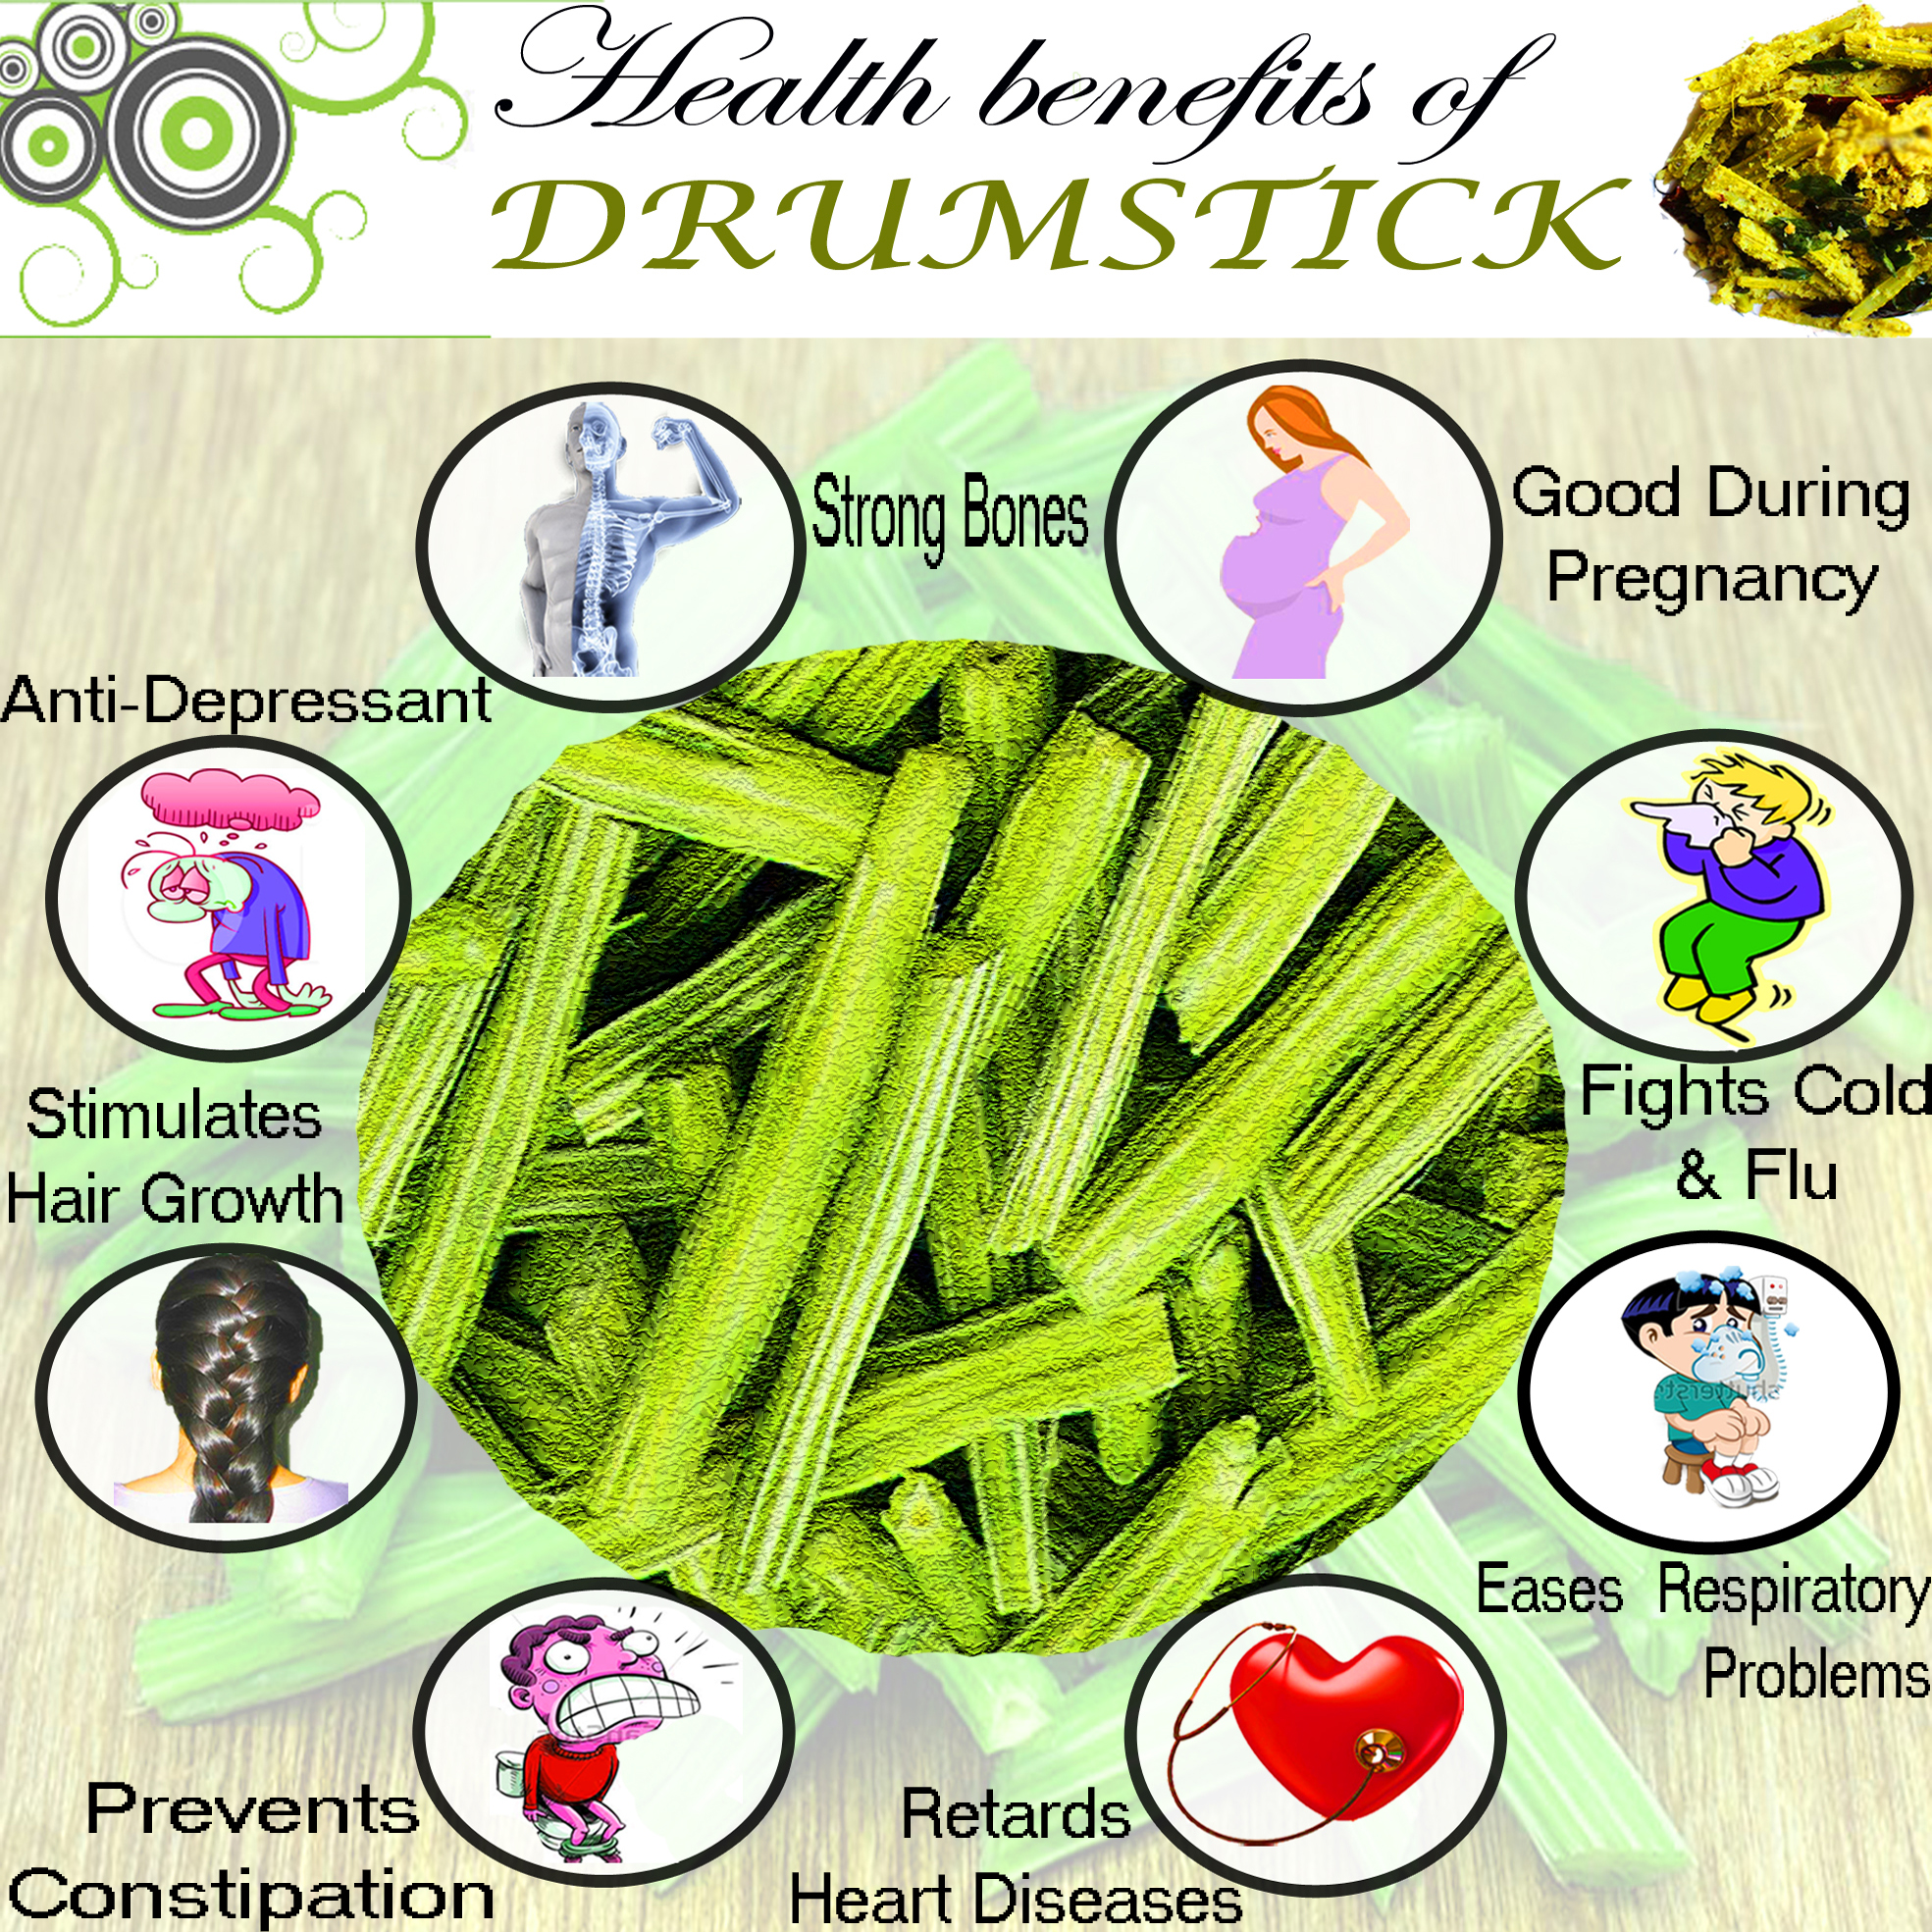 Health benefits of
DRUMSTICK
Strong Bones
Good During
Pregnancy
Anti-Depressant
Fights Cold
& Flu
Stimulates
Hair Growth
Eases Respiratory
Problems
Prevents
Constipation
Retards
Heart Diseases